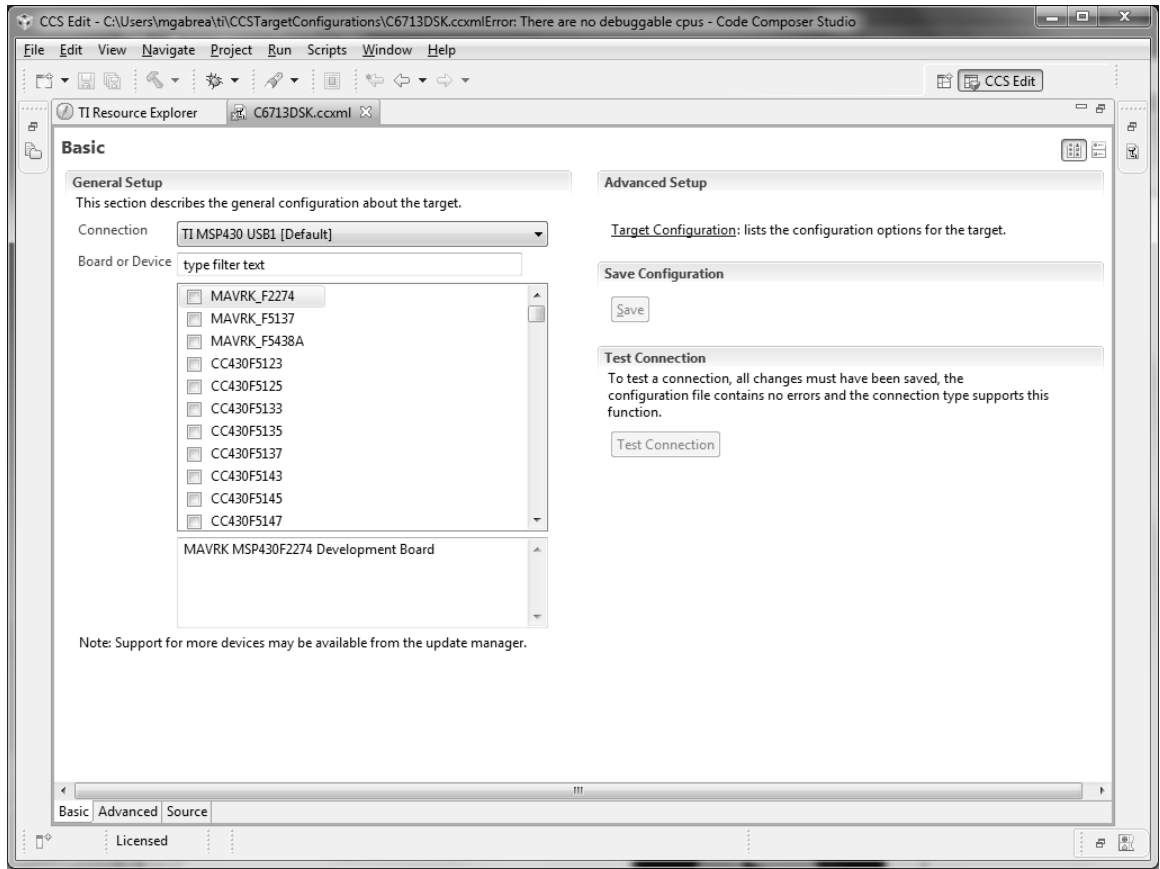 CCS Edit - C:\Users\mgabrea\ti\CCSTargetConfigurations\C6713DSK.ccxmlError: There are no debuggable cpus - Code Composer Studio
File Edit View Navigate Project Run Scripts Window Help
CCS Edit
TI Resource Explorer C6713DSK.ccxml
Basic
General Setup
This section describes the general configuration about the target.
Connection TI MSP430 USB1 [Default]
Board or Device type filter text
MAVRK_F2274
MAVRK_F5137
MAVRK_F5438A
CC430F5123
CC430F5125
CC430F5133
CC430F5135
CC430F5137
CC430F5143
CC430F5145
CC430F5147
MAVRK MSP430F2274 Development Board
Note: Support for more devices may be available from the update manager.
Advanced Setup
Target Configuration: lists the configuration options for the target.
Save Configuration
Save
Test Connection
To test a connection, all changes must have been saved, the
configuration file contains no errors and the connection type supports this
function.
Test Connection
Basic Advanced Source
Licensed